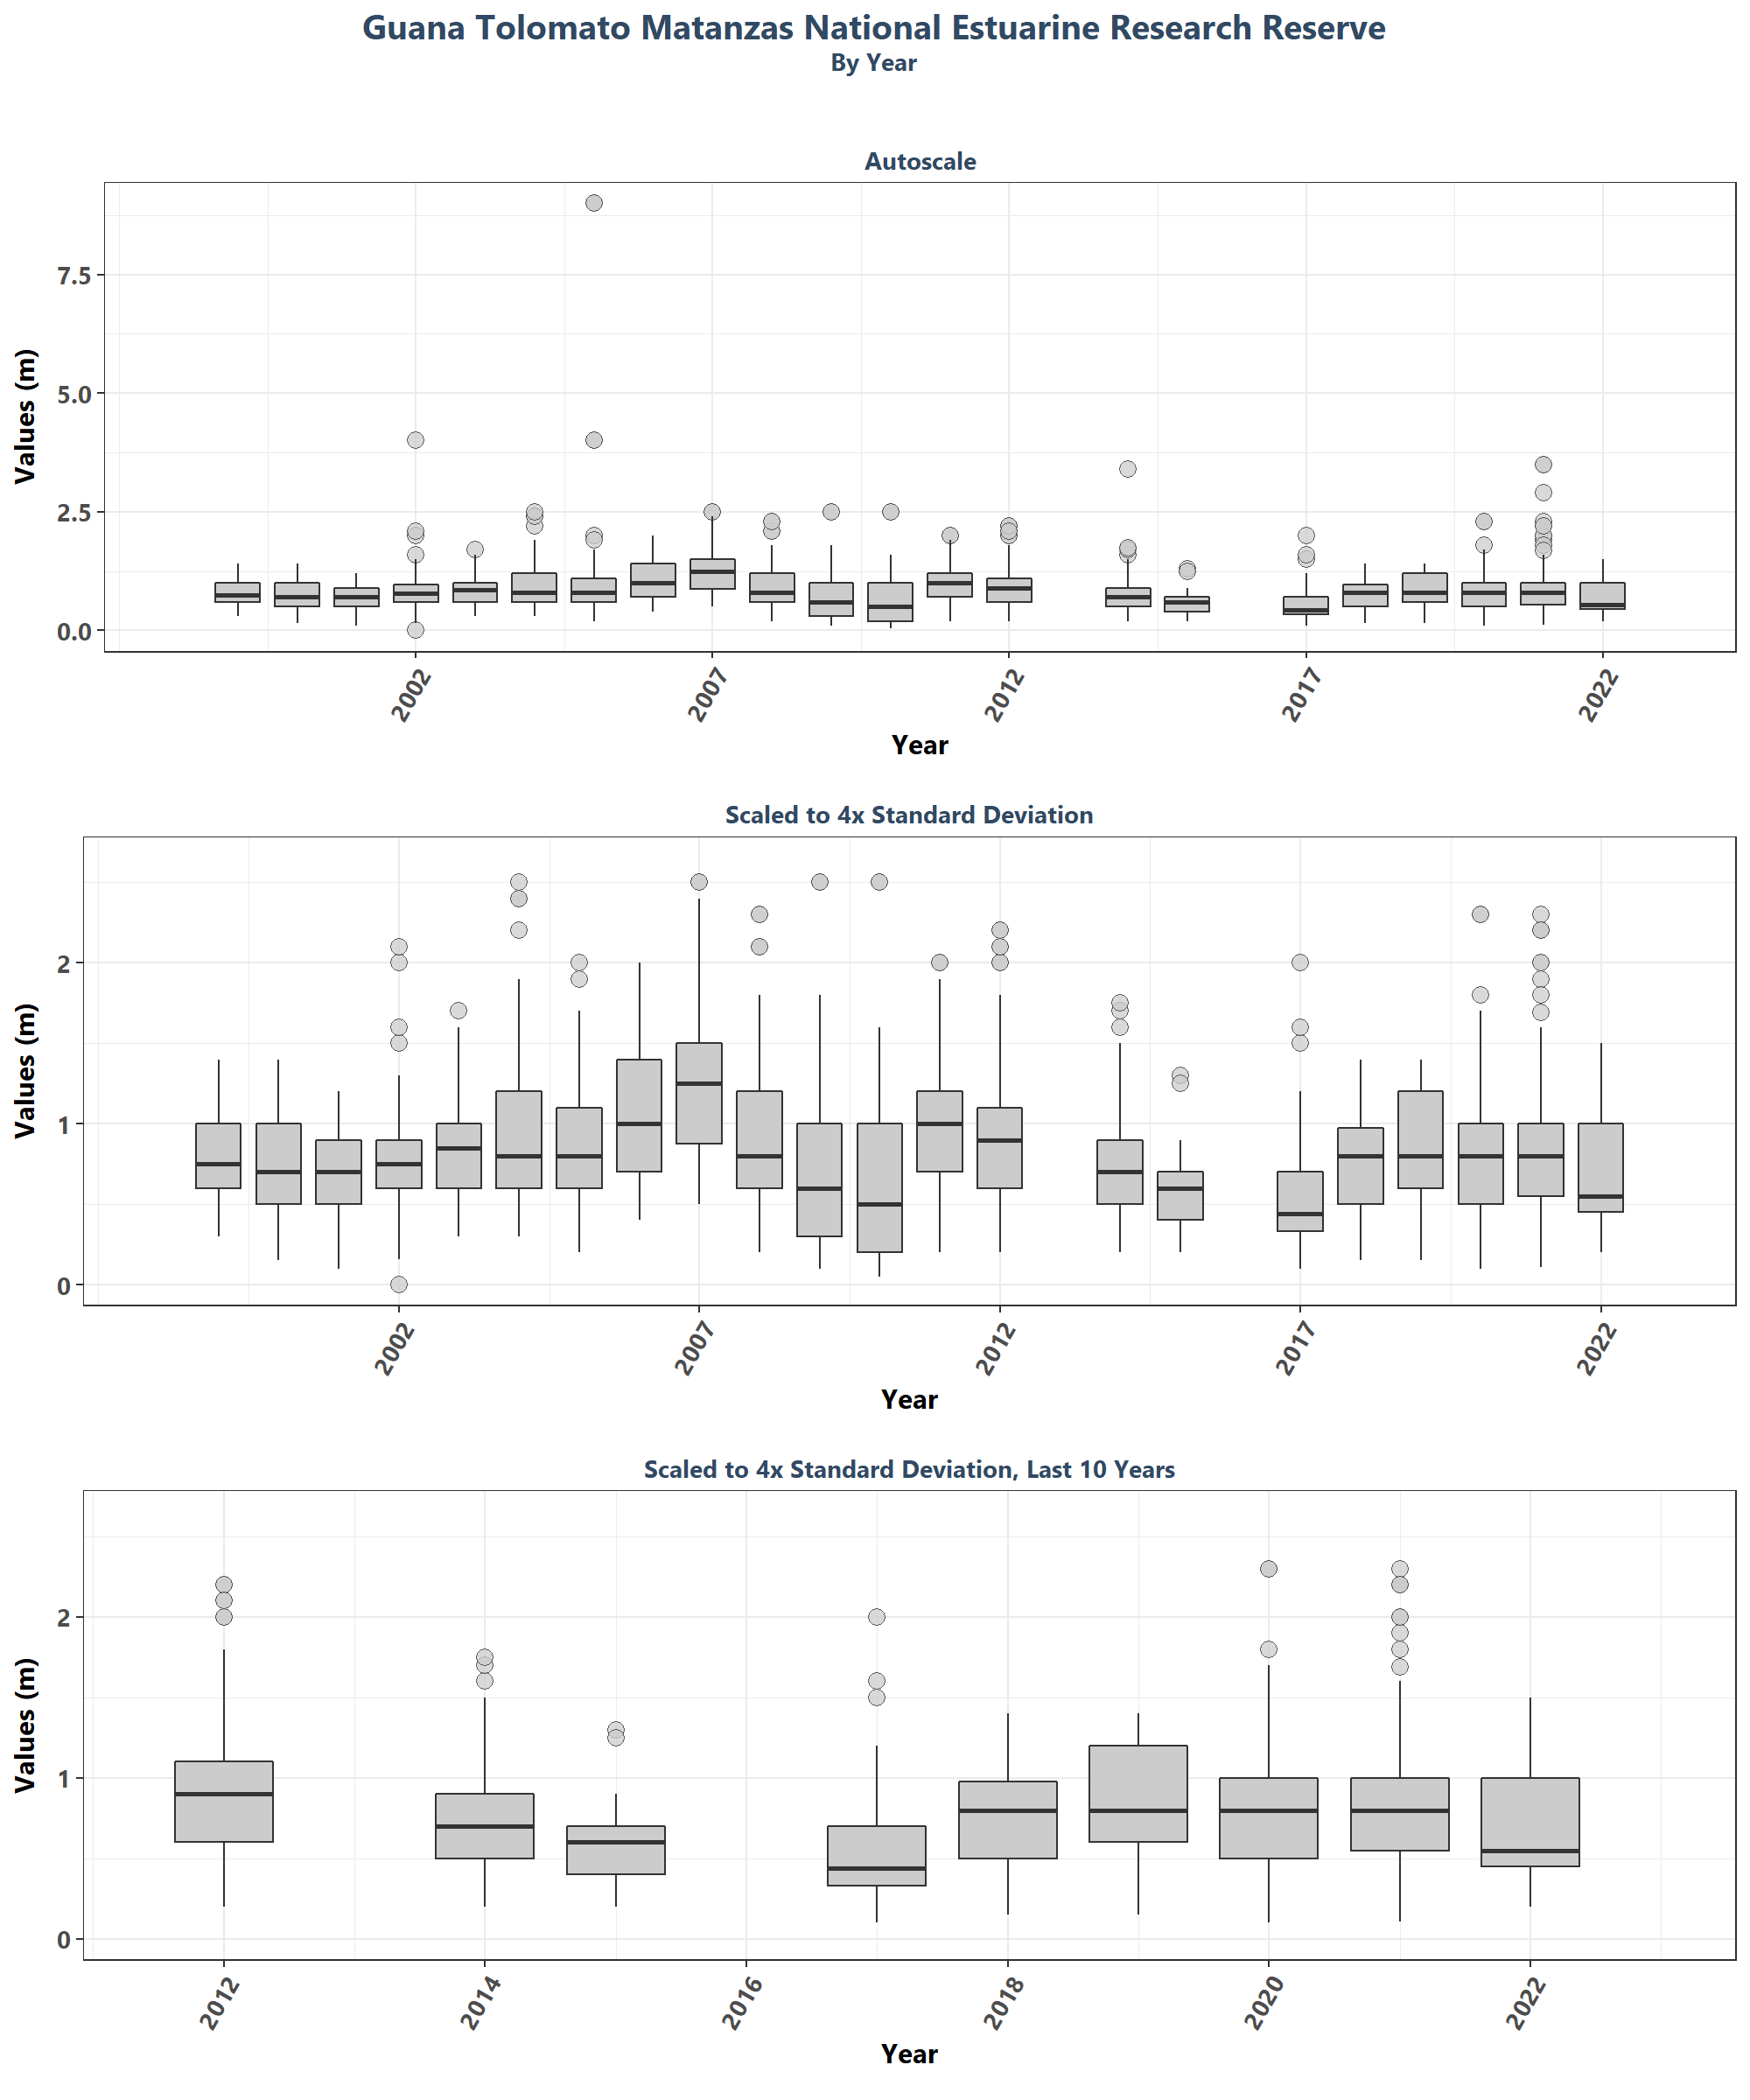 Guana Tolomato Matanzas National Estuarine Research Reserve
By Year
Autoscale
Values (m)
7.5
5.0
2.5
0.0
2002 2007 2012 2017 2022
Year
Scaled to 4x Standard Deviation
Values (m)
2
1
0
2002 2007 2012 2017 2022
Year
Scaled to 4x Standard Deviation, Last 10 Years
Values (m)
2
1
0
2012 2014 2016 2018 2020 2022
Year